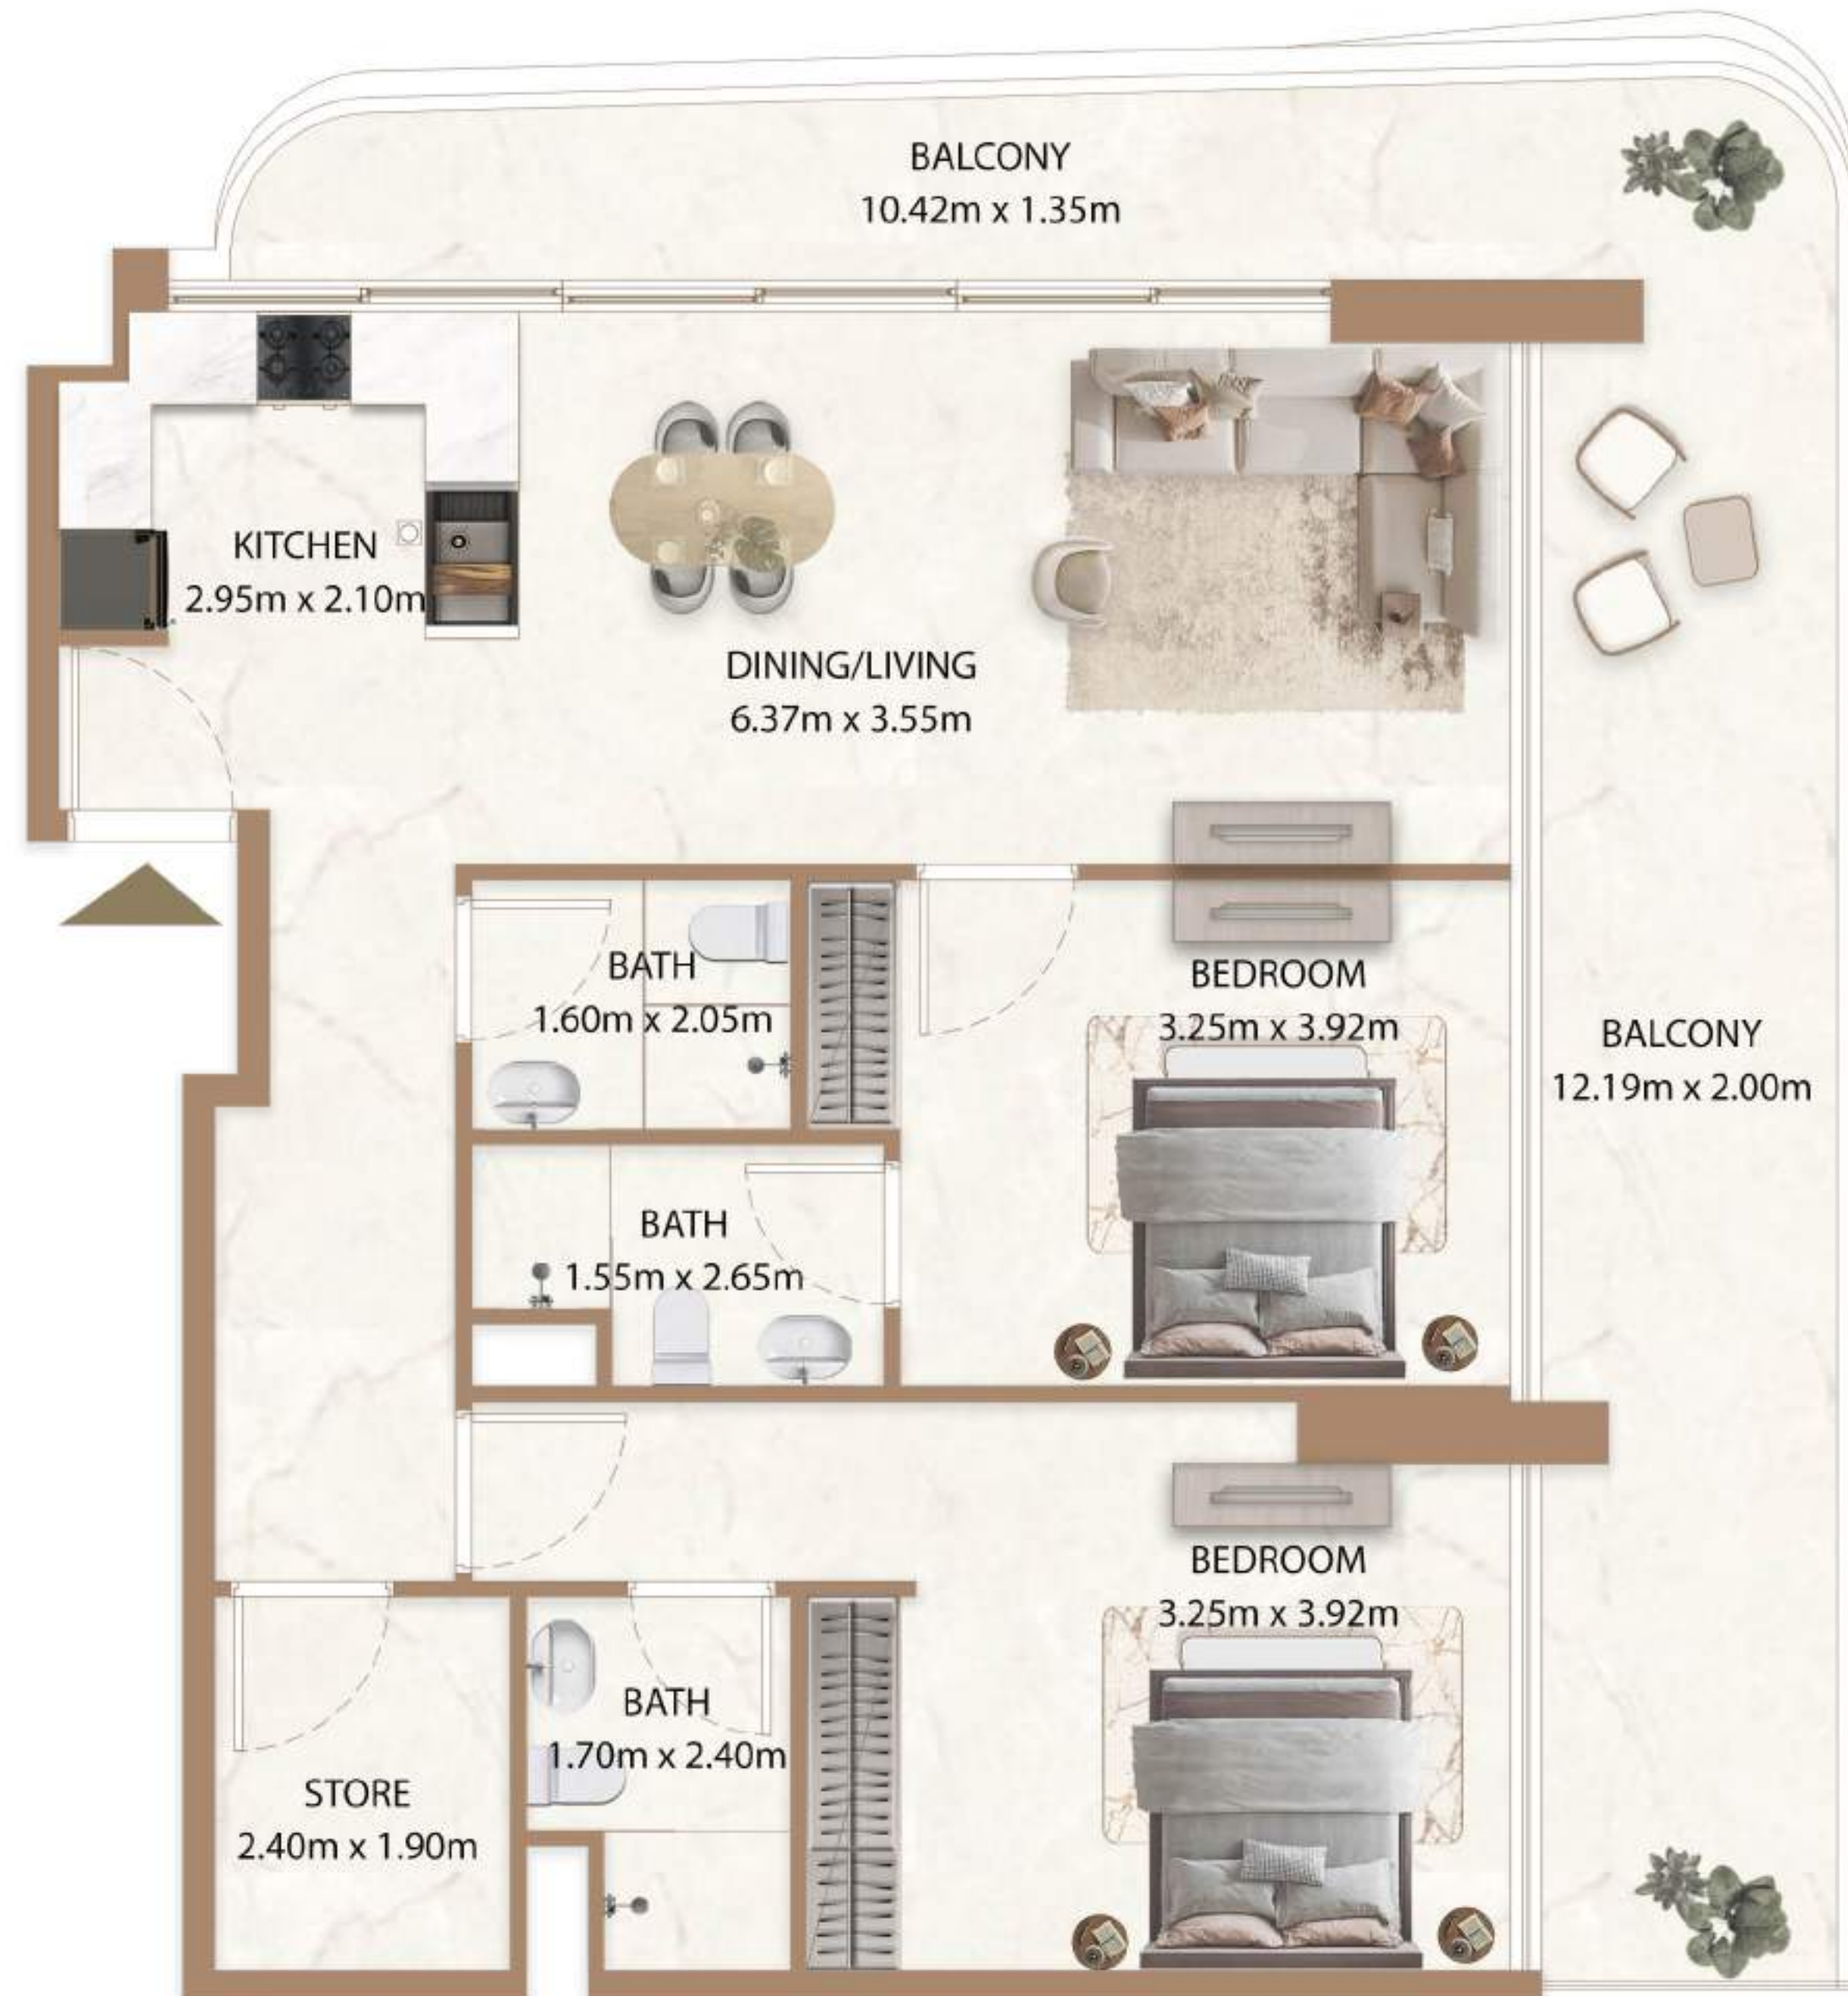 BALCONY
10.42m x 1.35m
KITCHEN
2.95m x 2.10m
DINING/LIVING
6.37m x 3.55m
BATH
1.60m x 2.05m
BEDROOM
3.25m x 3.92m
BALCONY
12.19m x 2.00m
BATH
1.55m x 2.65m
BEDROOM
3.25m x 3.92m
BATH
1.70m x 2.40m
STORE
2.40m x 1.90m